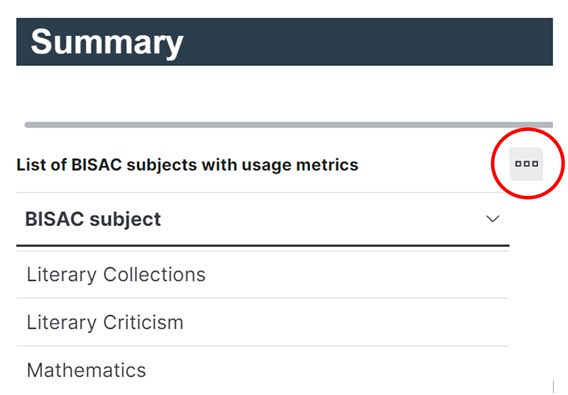 Summary
List of BISAC subjects with usage metrics
BISAC subject
Literary Collections
Literary Criticism
Mathematics